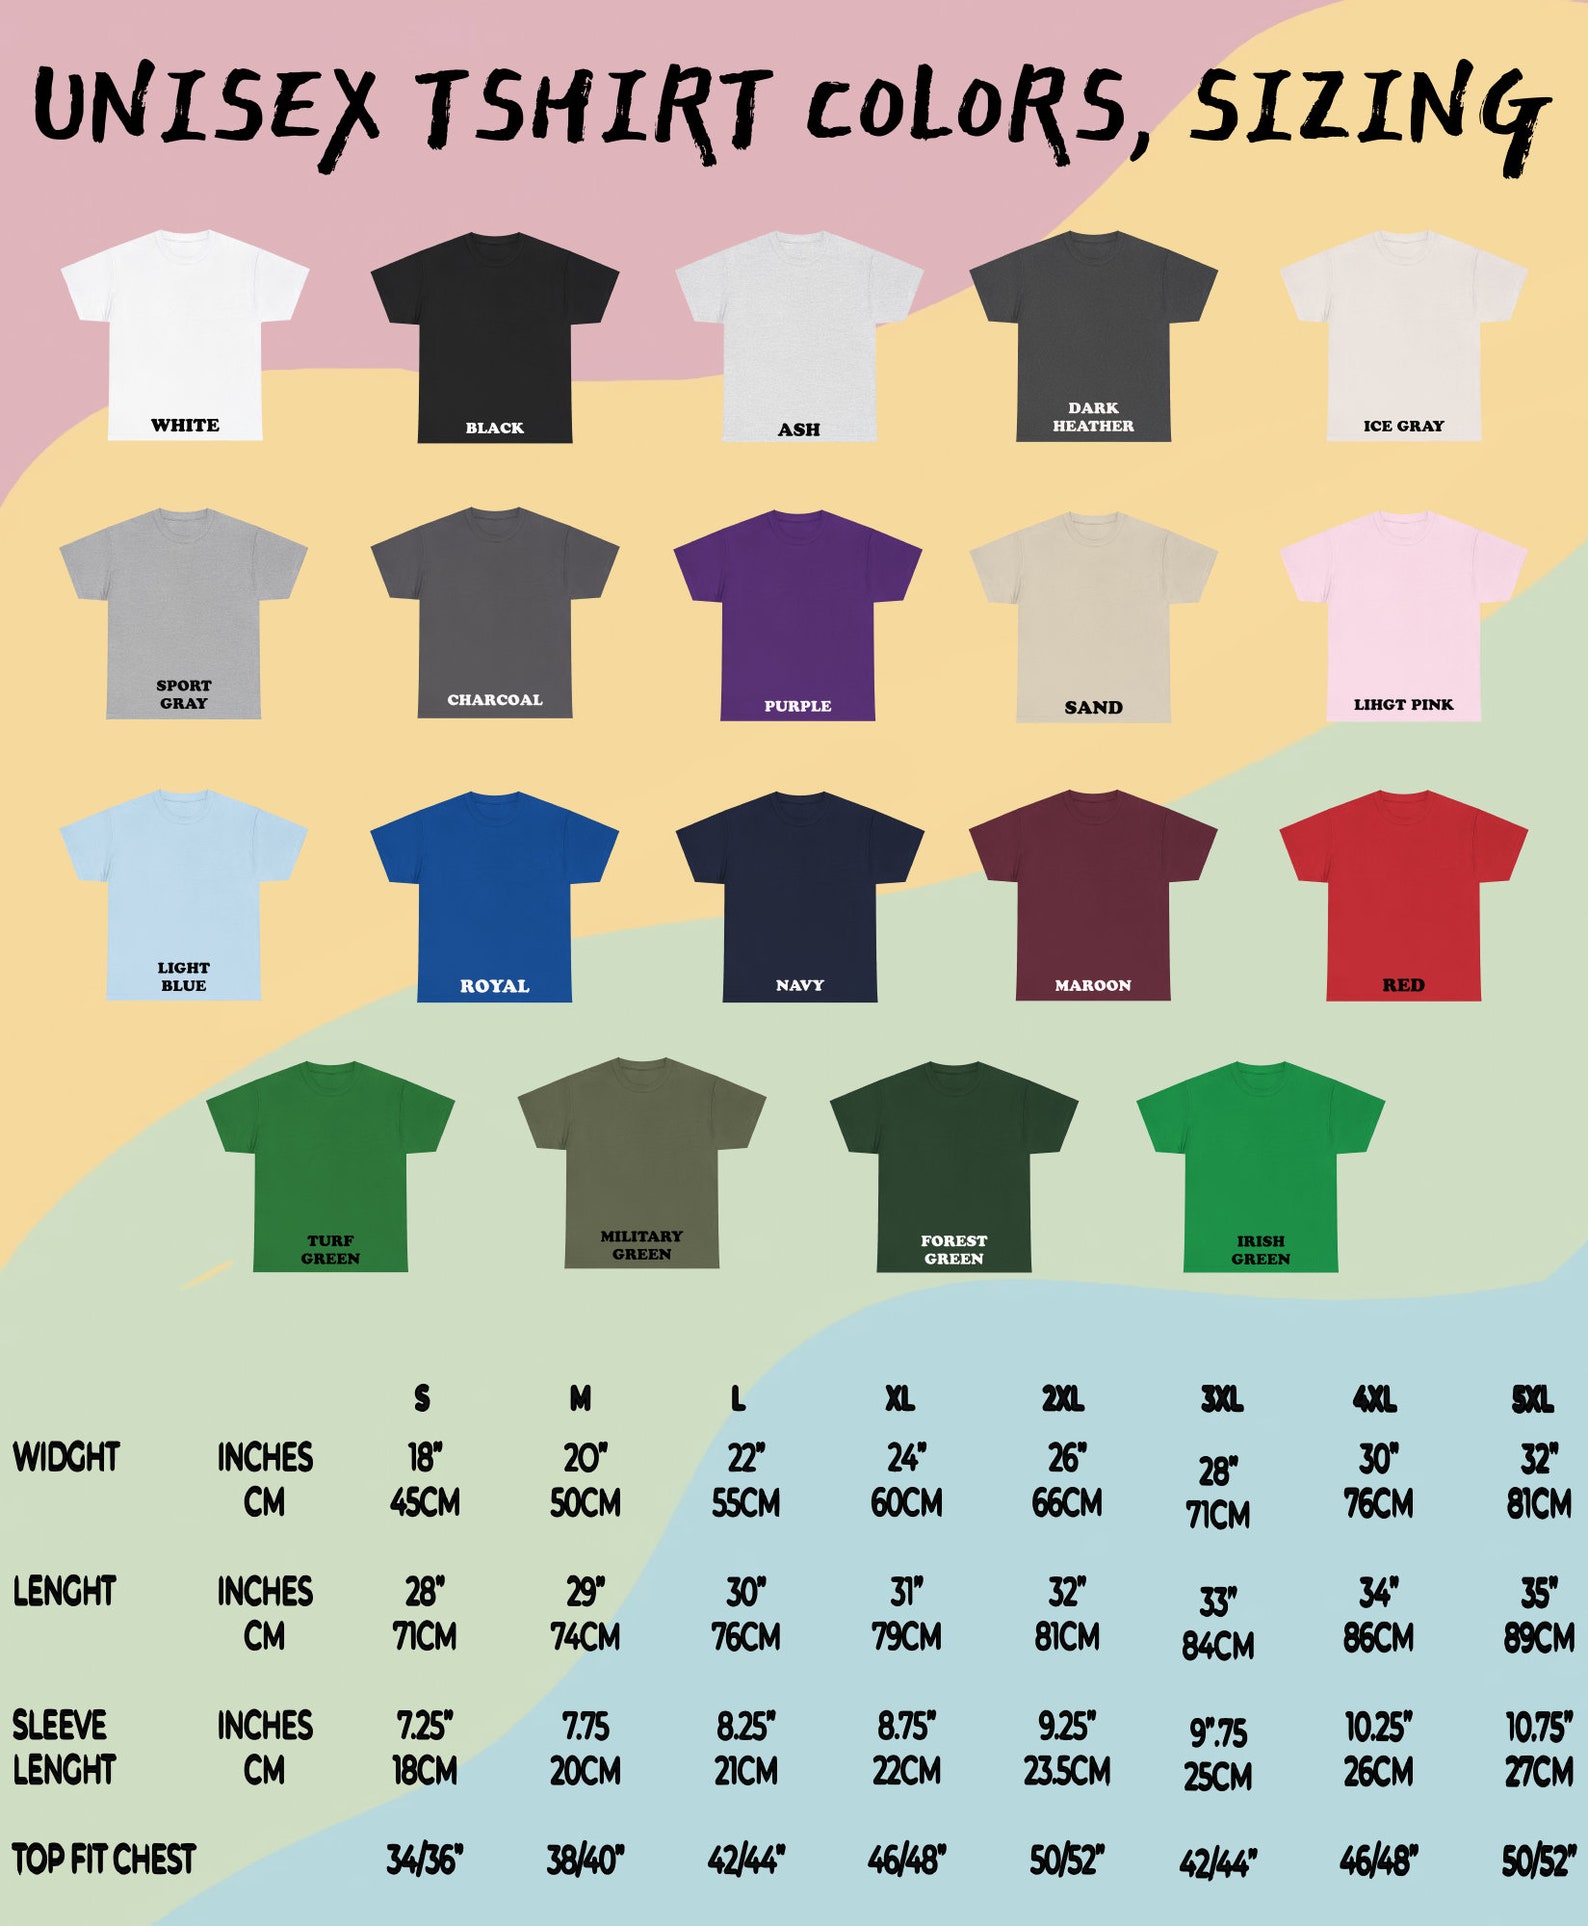 UNISEX TSHIRT COLORS, SIZING
WHITE
BLACK
ASH
DARK
HEATHER
ICE GRAY
SPORT
GRAY
CHARCOAL
PURPLE
SAND
LIHGT PINK
LIGHT
BLUE
ROYAL
NAVY
MAROON
RED
TURF
GREEN
MILITARY
GREEN
FOREST
GREEN
IRISH
GREEN
S M L XL 2XL 3XL 4XL 5XL
WIDGHT INCHES 18" 20" 22" 24" 26" 28" 30" 32"
CM 45CM 50CM 55CM 60CM 66CM 71CM 76CM 81CM
LENGHT INCHES 28" 29" 30" 31" 32" 33" 34" 35"
CM 71CM 74CM 76CM 79CM 81CM 84CM 86CM 89CM
SLEEVE INCHES 7.25" 7.75 8.25" 8.75" 9.25" 9".75 10.25" 10.75"
LENGHT CM 18CM 20CM 21CM 22CM 23.5CM 25CM 26CM 27CM
TOP FIT CHEST 34/36" 38/40" 42/44" 46/48" 50/52" 42/44" 46/48" 50/52"